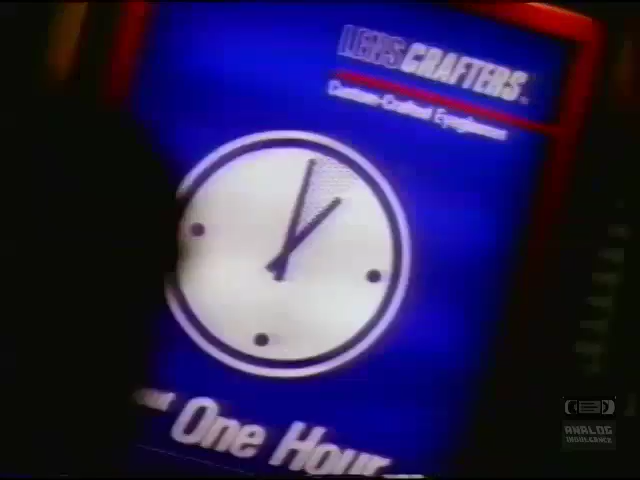 LENSCRAFTERS
Custom-Crafted Eyeglasses
One Hour
ANALOG
INDULGENCE